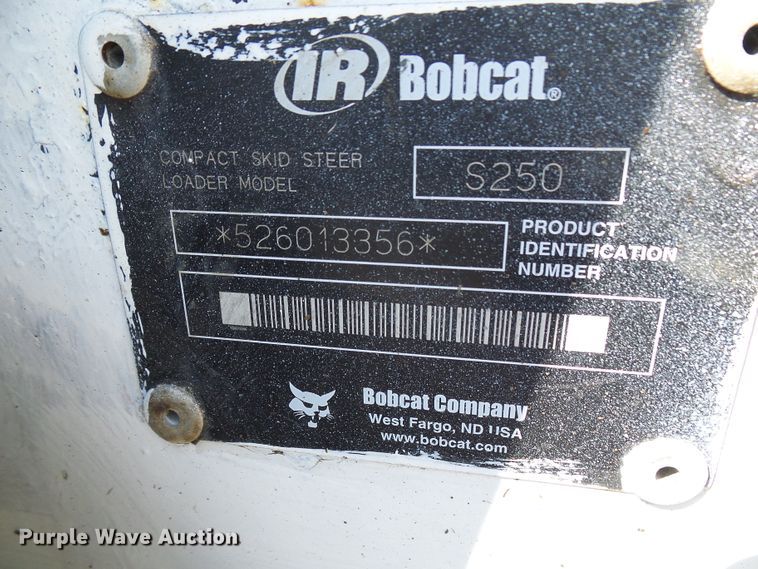 IR Bobcat®
COMPACT SKID STEER
LOADER MODEL
S250
*526013356*
PRODUCT
IDENTIFICATION
NUMBER
Bobcat Company
West Fargo, ND USA
www.bobcat.com
Purple Wave Auction